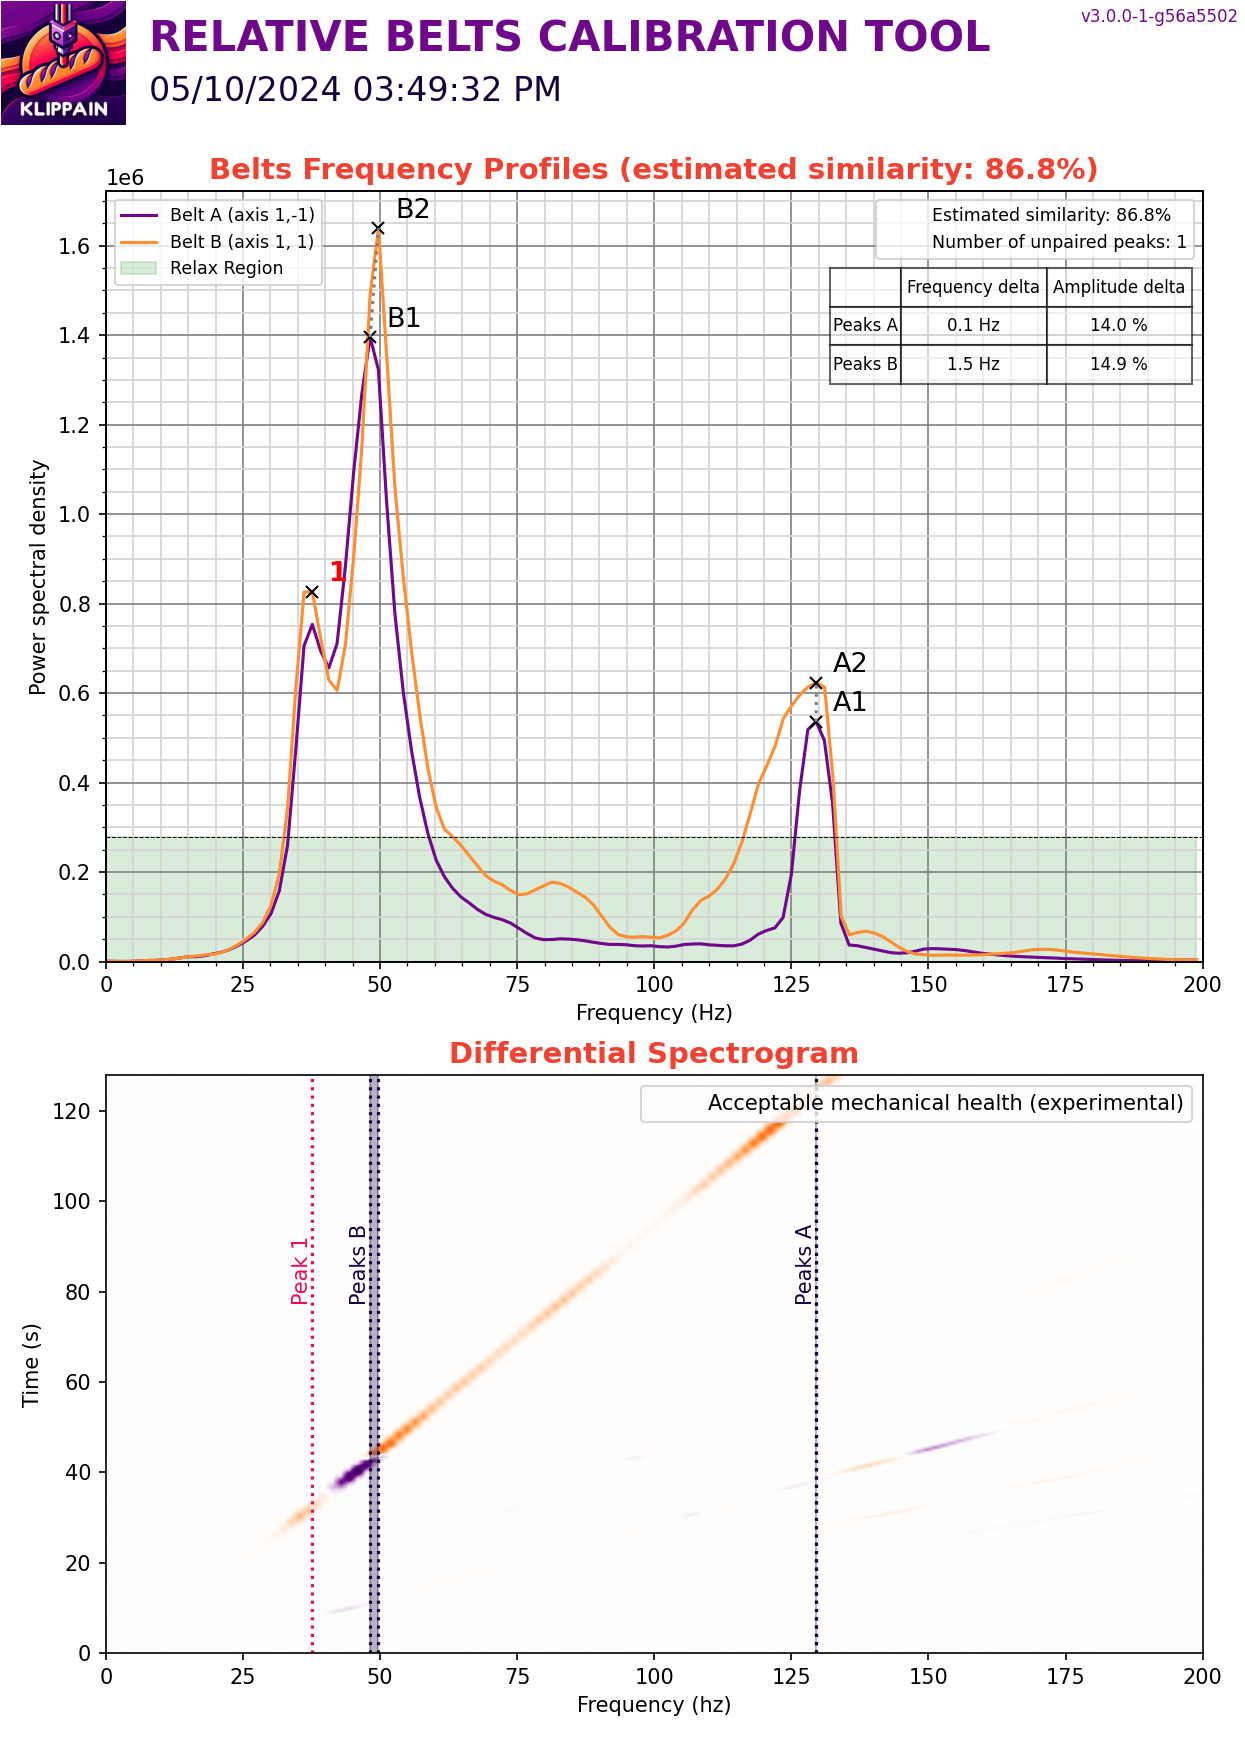 KLIPPAIN
RELATIVE BELTS CALIBRATION TOOL
v3.0.0-1-g56a5502
05/10/2024 03:49:32 PM
Belts Frequency Profiles (estimated similarity: 86.8%)
1e6
Belt A (axis 1,-1)
Belt B (axis 1, 1)
Relax Region
Estimated similarity: 86.8%
Number of unpaired peaks: 1
Frequency delta Amplitude delta
Peaks A 0.1 Hz 14.0 %
Peaks B 1.5 Hz 14.9 %
B2
B1
1
A2
A1
Power spectral density
1.6
1.4
1.2
1.0
0.8
0.6
0.4
0.2
0.0
0 25 50 75 100 125 150 175 200
Frequency (Hz)
Differential Spectrogram
Acceptable mechanical health (experimental)
Peak 1
Peaks B
Peaks A
Time (s)
120
100
80
60
40
20
0
0 25 50 75 100 125 150 175 200
Frequency (hz)